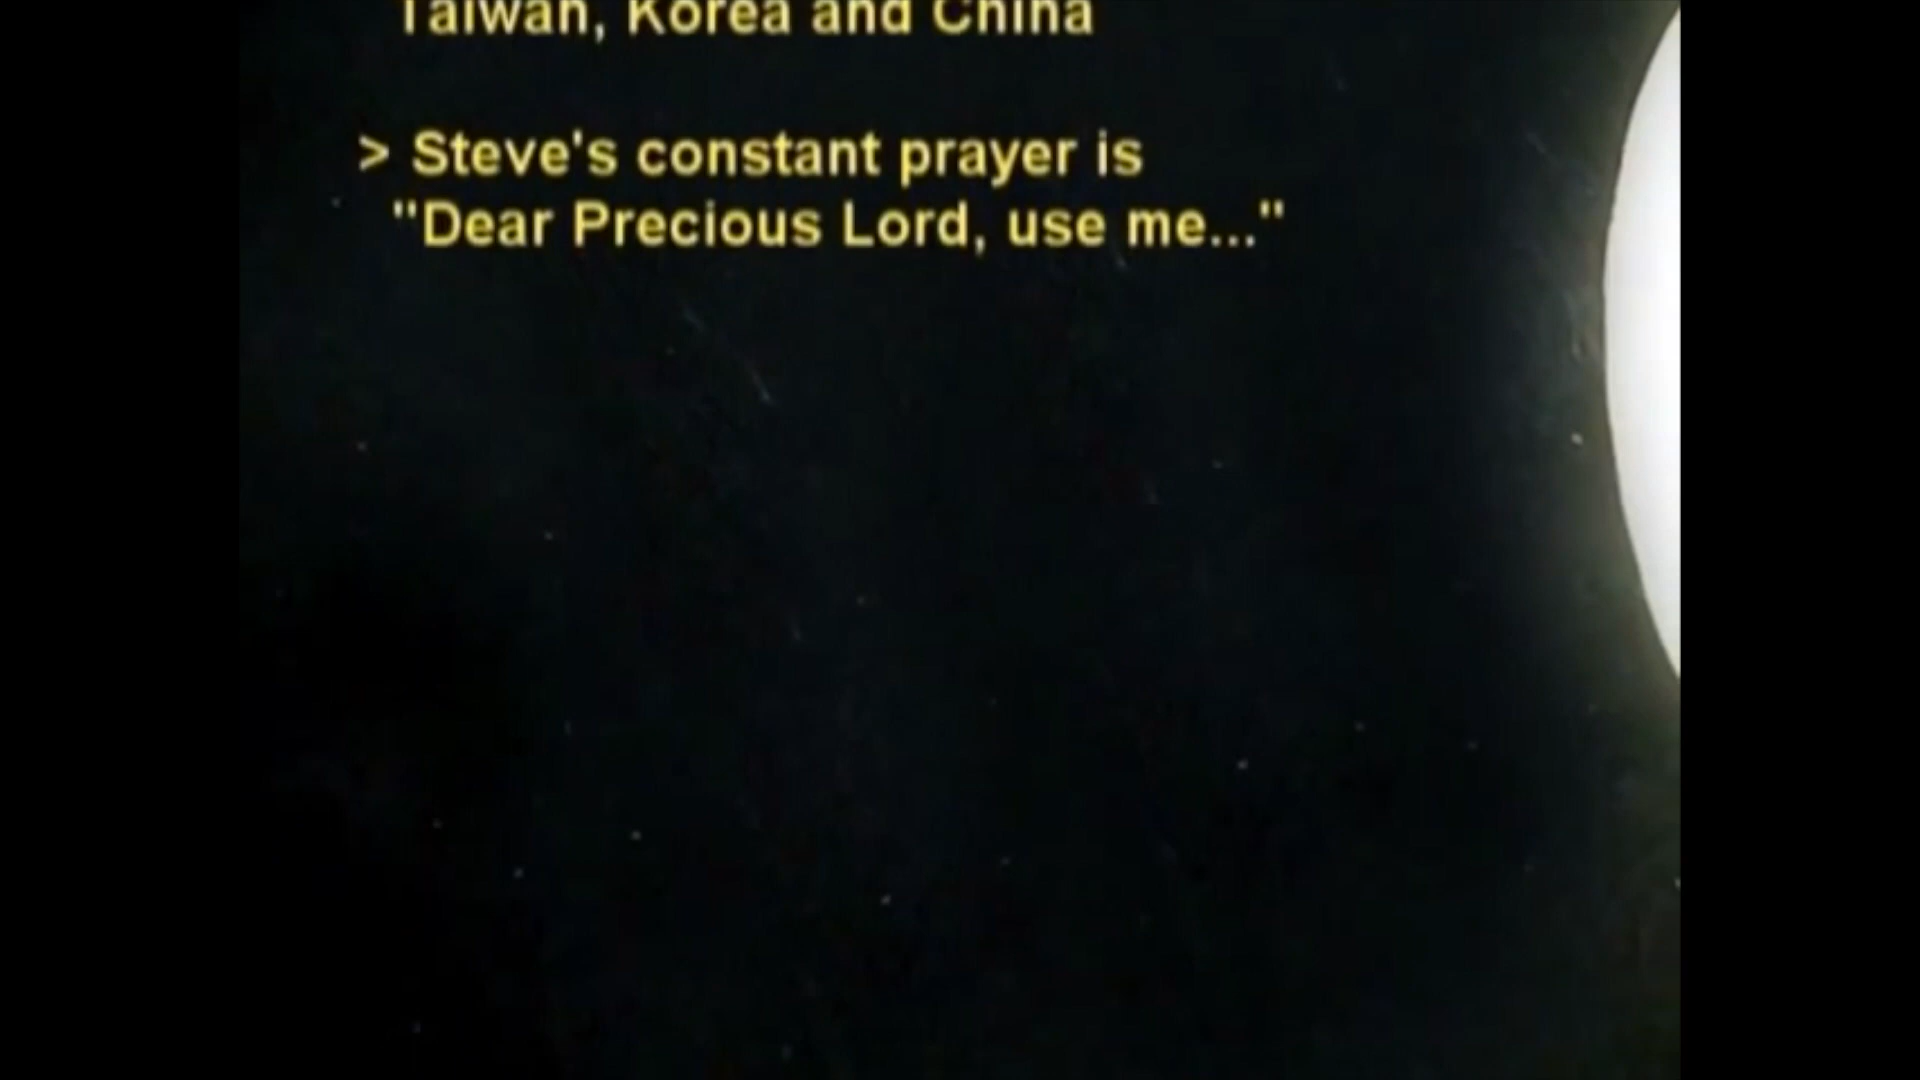 Taiwan, Korea and China
> Steve's constant prayer is
"Dear Precious Lord, use me..."